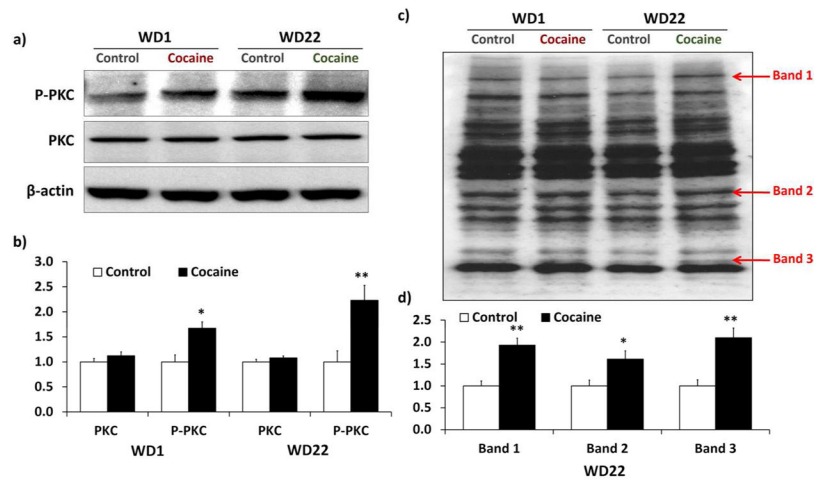 a)
WD1 WD22
Control Cocaine Control Cocaine
P-PKC
PKC
β-actin
b)
3.0
2.5
2.0
1.5
1.0
0.5
0.0
Control Cocaine
*
**
PKC P-PKC PKC P-PKC
WD1 WD22
c)
WD1 WD22
Control Cocaine Control Cocaine
Band 1
Band 2
Band 3
d)
2.5
2.0
1.5
1.0
0.5
0.0
Control Cocaine
** * **
Band 1 Band 2 Band 3
WD22